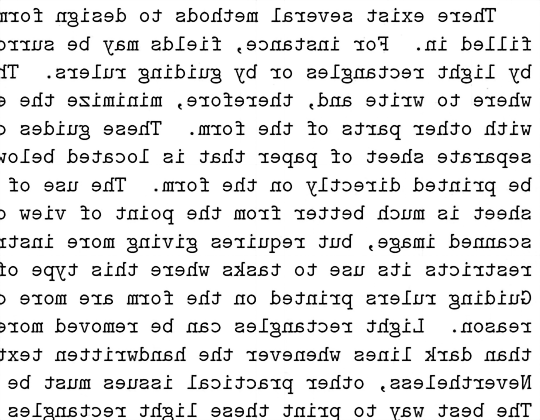 There exist several methods to design form
filled in. For instance, fields may be surro
by light rectangles or by guiding rulers. Th
where to write and, therefore, minimize the e
with other parts of the form. These guides c
separate sheet of paper that is located below
be printed directly on the form. The use of
sheet is much better from the point of view o
scanned image, but requires giving more instr
restricts its use to tasks where this type of
Guiding rulers printed on the form are more c
reason. Light rectangles can be removed more
than dark lines whenever the handwritten text
Nevertheless, other practical issues must be
The best way to print these light rectangles